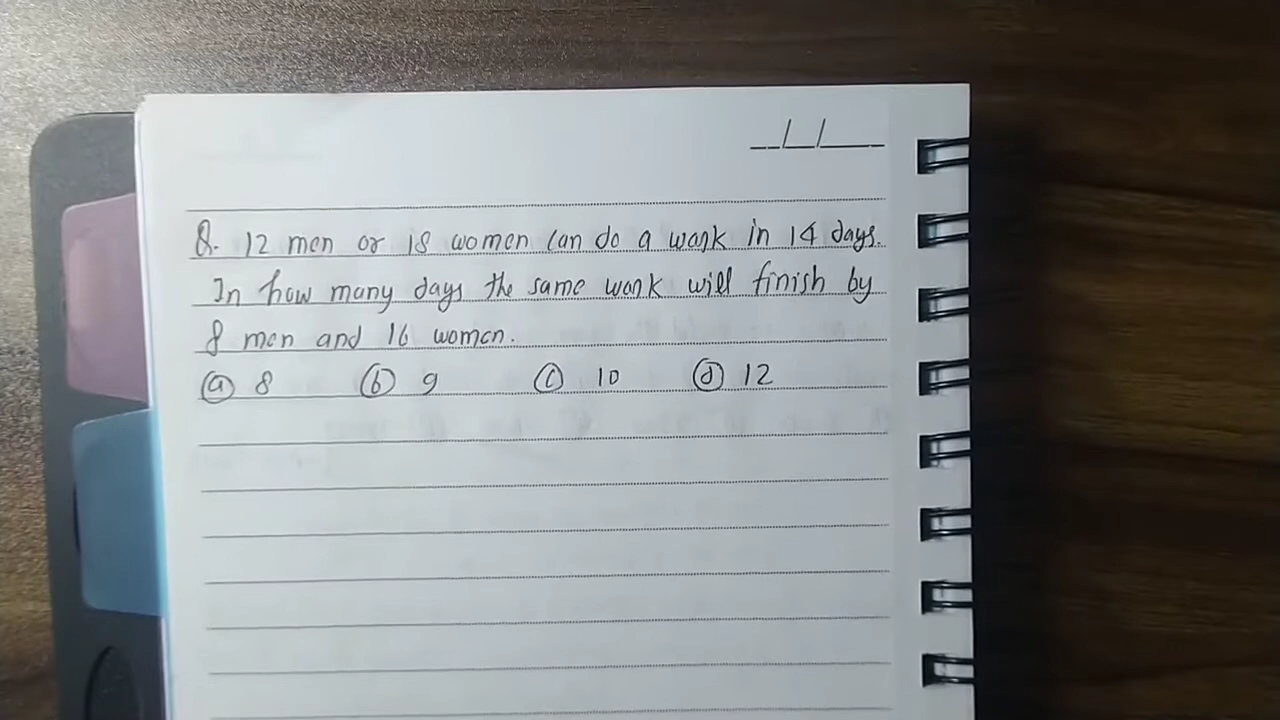 __/__/____
Q. 12 men or 18 women can do a work in 14 days.
In how many days the same work will finish by
8 men and 16 women.
(a) 8 (b) 9 (c) 10 (d) 12